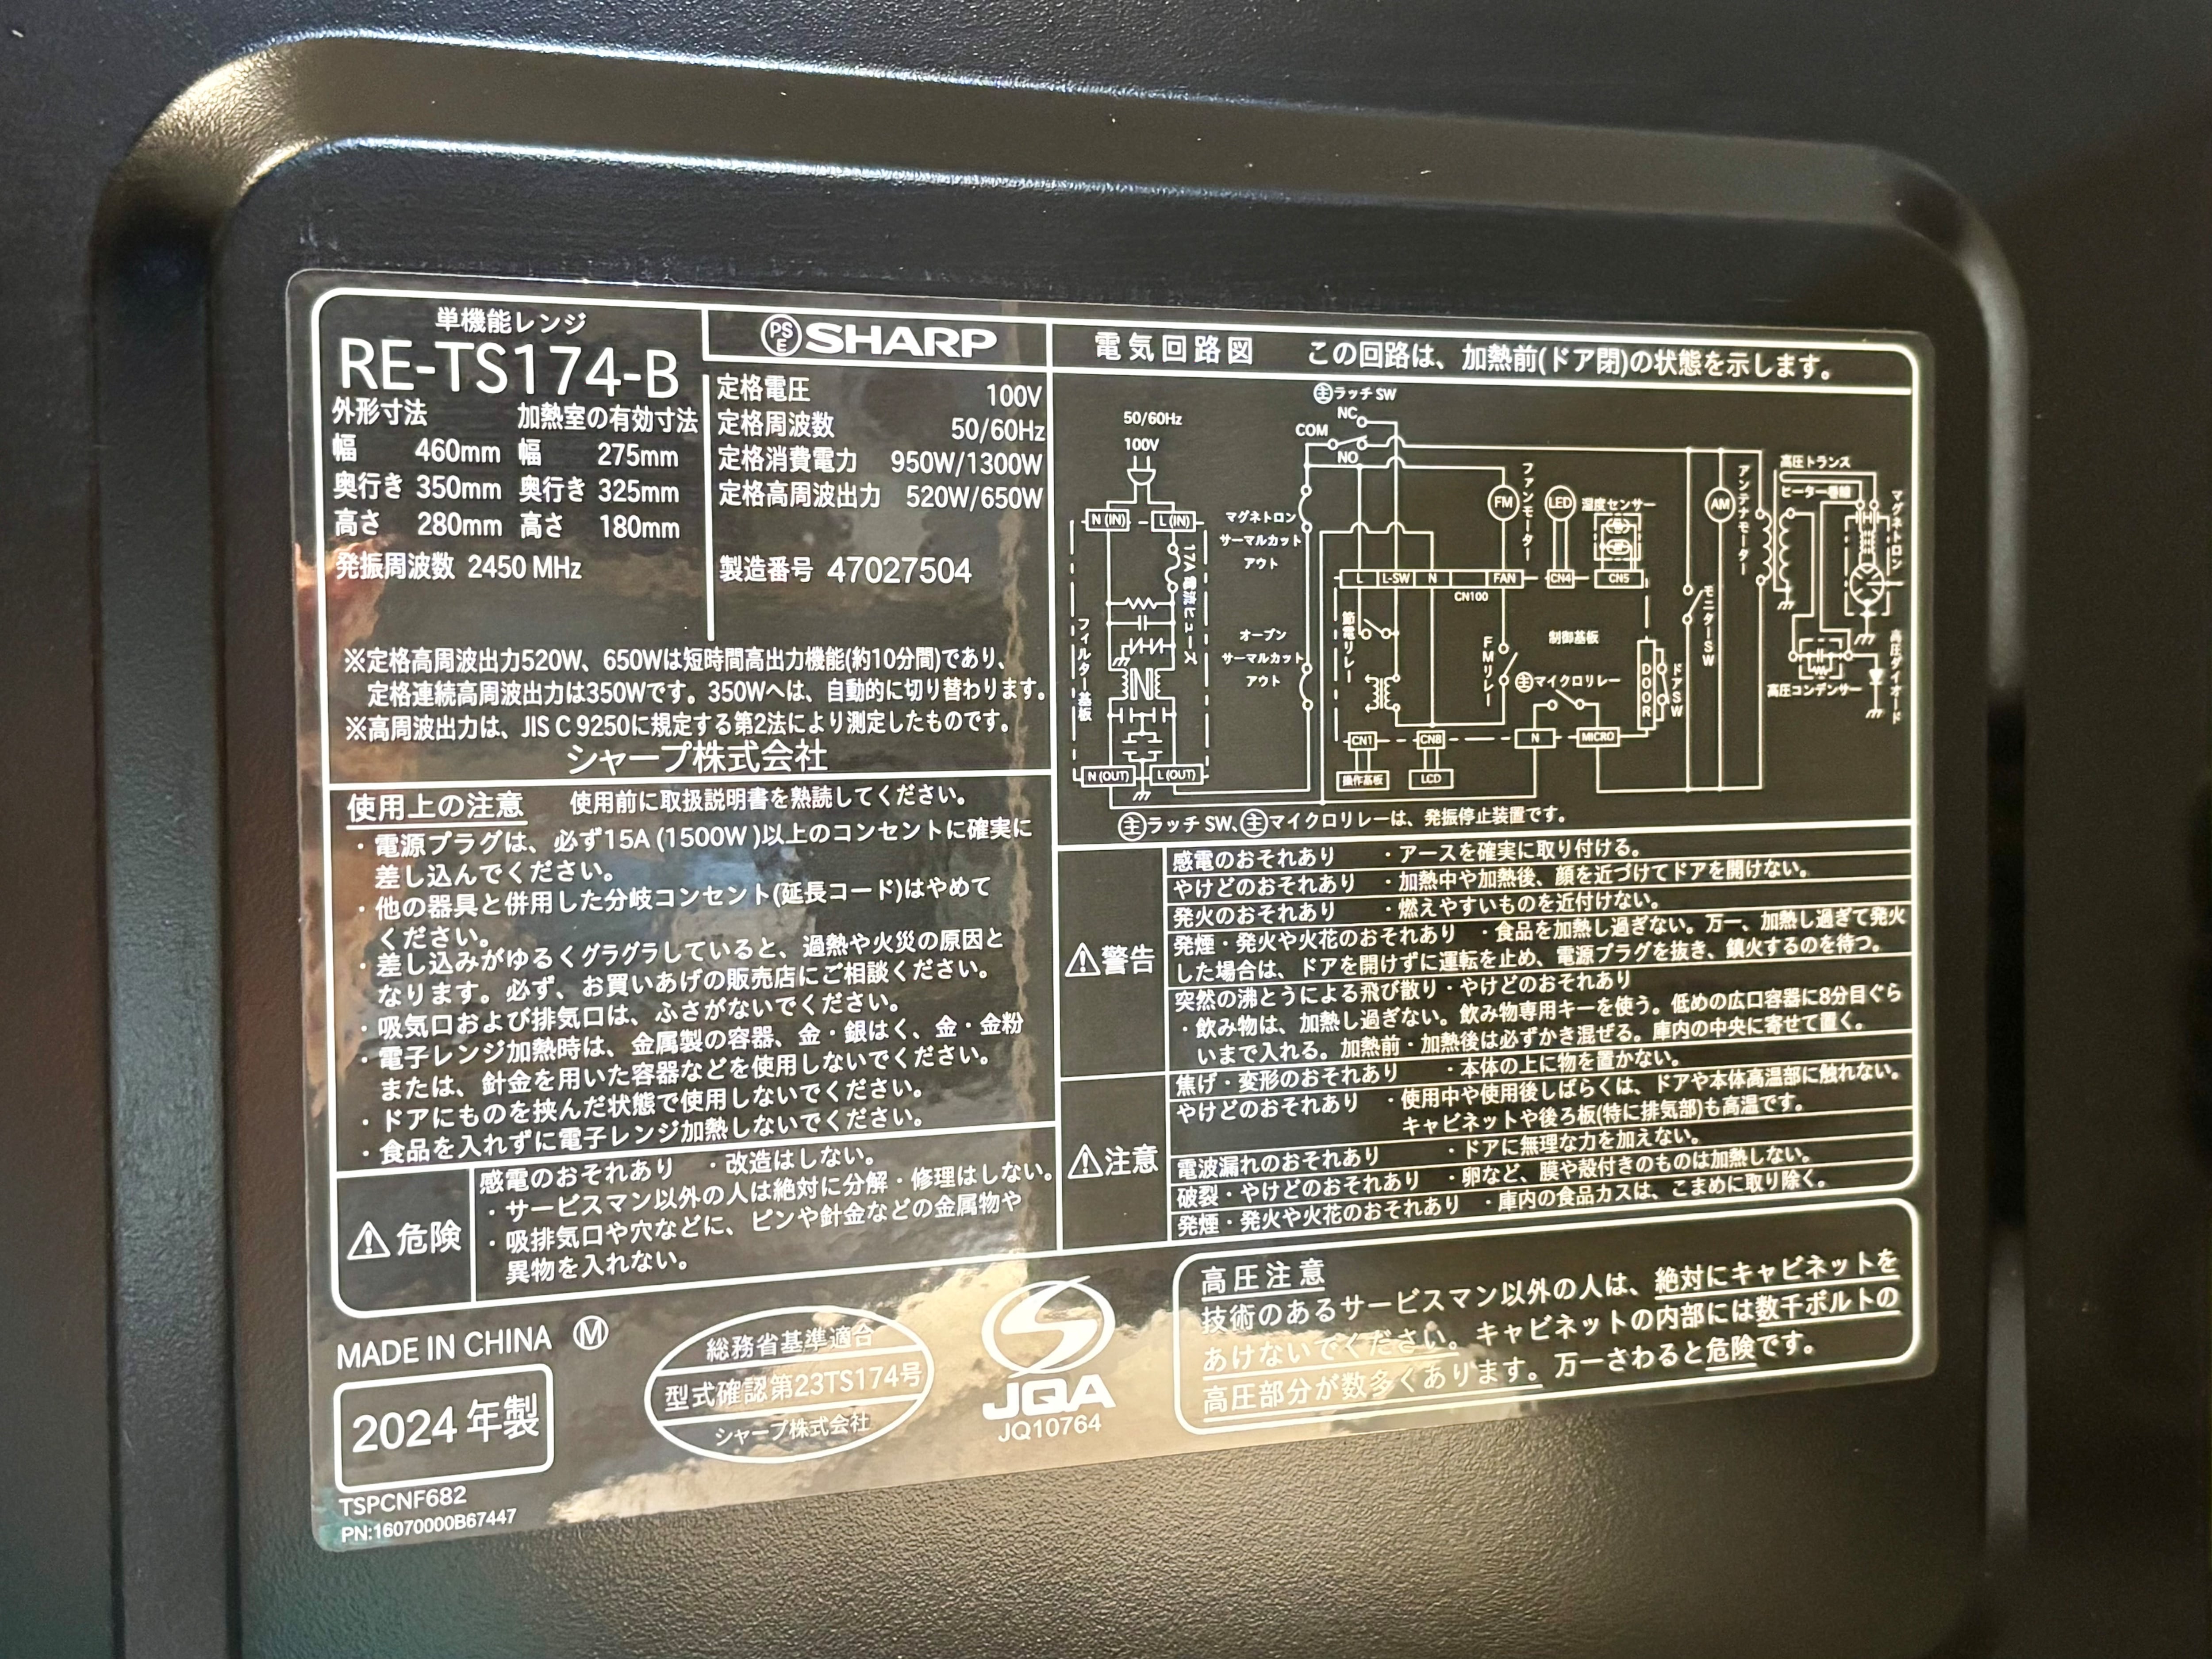 単機能レンジ
RE-TS174-B
外形寸法 加熱室の有効寸法
幅 460mm 幅 275mm
奥行き 350mm 奥行き 325mm
高さ 280mm 高さ 180mm
発振周波数 2450 MHz
PS E SHARP
定格電圧 100V
定格周波数 50/60Hz
定格消費電力 950W/1300W
定格高周波出力 520W/650W
製造番号 47027504
※定格高周波出力520W、650Wは短時間高出力機能(約10分間)であり、
定格連続高周波出力は350Wです。350Wへは、自動的に切り替わります。
※高周波出力は、JIS C 9250に規定する第2法により測定したものです。
シャープ株式会社
使用上の注意 使用前に取扱説明書を熟読してください。
・電源プラグは、必ず15A (1500W )以上のコンセントに確実に
差し込んでください。
・他の器具と併用した分岐コンセント(延長コード)はやめて
ください。
・差し込みがゆるくグラグラしていると、過熱や火災の原因と
なります。必ず、お買いあげの販売店にご相談ください。
・吸気口および排気口は、ふさがないでください。
・電子レンジ加熱時は、金属製の容器、金・銀はく、金・金粉
または、針金を用いた容器などを使用しないでください。
・ドアにものを挟んだ状態で使用しないでください。
・食品を入れずに電子レンジ加熱しないでください。
⚠危険
感電のおそれあり ・改造はしない。
・サービスマン以外の人は絶対に分解・修理はしない。
・吸排気口や穴などに、ピンや針金などの金属物や
異物を入れない。
電気回路図 この回路は、加熱前(ドア閉)の状態を示します。
主ラッチ SW
NC
COM
NO
50/60Hz
100V
N (IN)
L (IN)
17A 電流ヒューズ
フィルター基板
N (OUT)
L (OUT)
マグネトロン
サーマルカット
アウト
オーブン
サーマルカット
アウト
FM
ファンモーター
LED
湿度センサー
AM
アンテナモーター
高圧トランス
ヒーター巻線
マグネトロン
L
L-SW
N
FAN
CN4
CN5
CN100
節電リレー
FMリレー
制御基板
主マイクロリレー
DOOR
ドアSW
モニターSW
高圧コンデンサー
高圧ダイオード
CN1
CN8
N
MICRO
操作基板
LCD
主ラッチ SW、主マイクロリレーは、発振停止装置です。
⚠警告
感電のおそれあり ・アースを確実に取り付ける。
やけどのおそれあり ・加熱中や加熱後、顔を近づけてドアを開けない。
発火のおそれあり ・燃えやすいものを近付けない。
発煙・発火や火花のおそれあり ・食品を加熱し過ぎない。万一、加熱し過ぎて発火
した場合は、ドアを開けずに運転を止め、電源プラグを抜き、鎮火するのを待つ。
突然の沸とうによる飛び散り・やけどのおそれあり
・飲み物は、加熱し過ぎない。飲み物専用キーを使う。低めの広口容器に8分目ぐら
いまで入れる。加熱前・加熱後は必ずかき混ぜる。庫内の中央に寄せて置く。
⚠注意
焦げ・変形のおそれあり ・本体の上に物を置かない。
やけどのおそれあり ・使用中や使用後しばらくは、ドアや本体高温部に触れない。
キャビネットや後ろ板(特に排気部)も高温です。
電波漏れのおそれあり ・ドアに無理な力を加えない。
破裂・やけどのおそれあり ・卵など、膜や殻付きのものは加熱しない。
発煙・発火や火花のおそれあり ・庫内の食品カスは、こまめに取り除く。
高圧注意
技術のあるサービスマン以外の人は、絶対にキャビネットを
あけないでください。キャビネットの内部には数千ボルトの
高圧部分が数多くあります。万一さわると危険です。
MADE IN CHINA Ⓜ
2024 年製
TSPCNF682
PN:16070000B67447
総務省基準適合
型式確認第23TS174号
シャープ株式会社
JQA
JQ10764